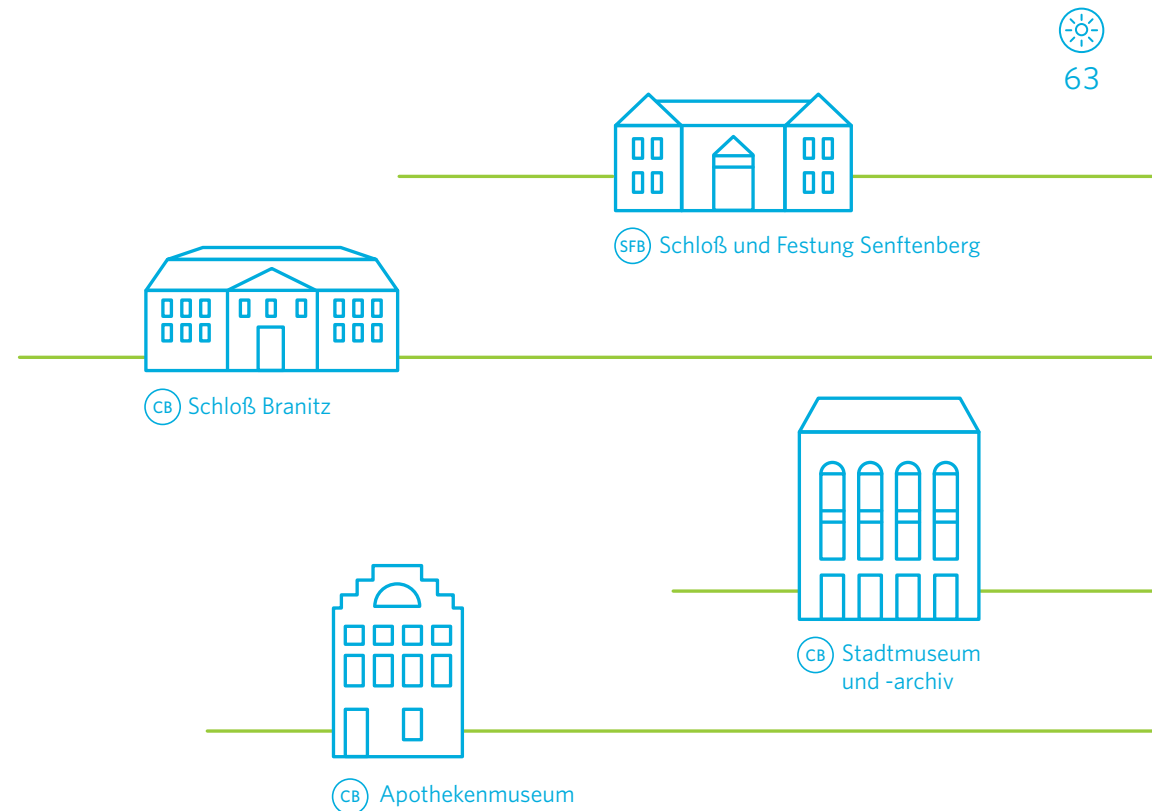 63
SFB Schloß und Festung Senftenberg
CB Schloß Branitz
CB Stadtmuseum
und -archiv
CB Apothekenmuseum